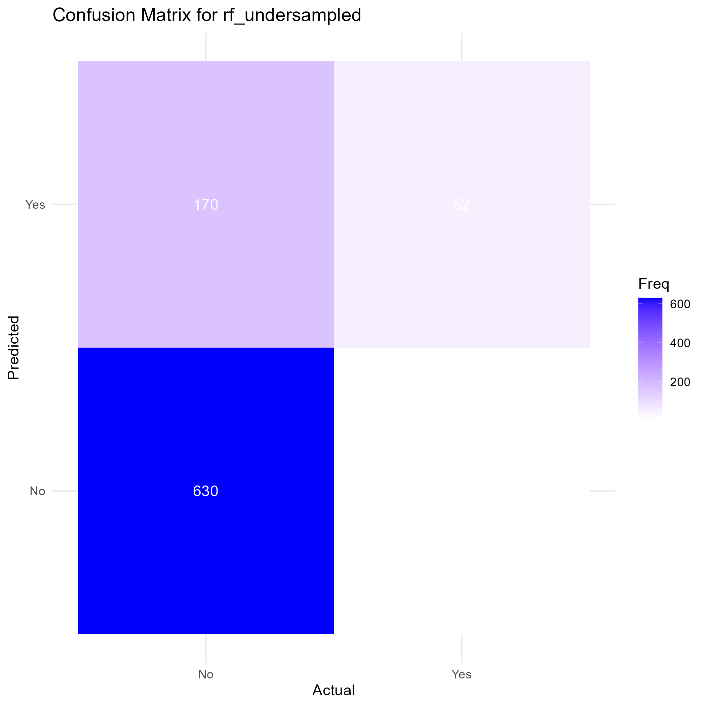 Confusion Matrix for rf_undersampled
Yes
170
52
Freq
600
400
200
Predicted
No
630
No
Yes
Actual